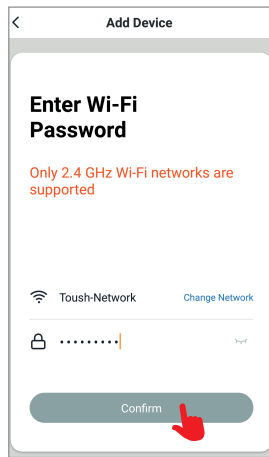 Add Device
Enter Wi-Fi
Password
Only 2.4 GHz Wi-Fi networks are
supported
Toush-Network Change Network
•••••••••
Confirm